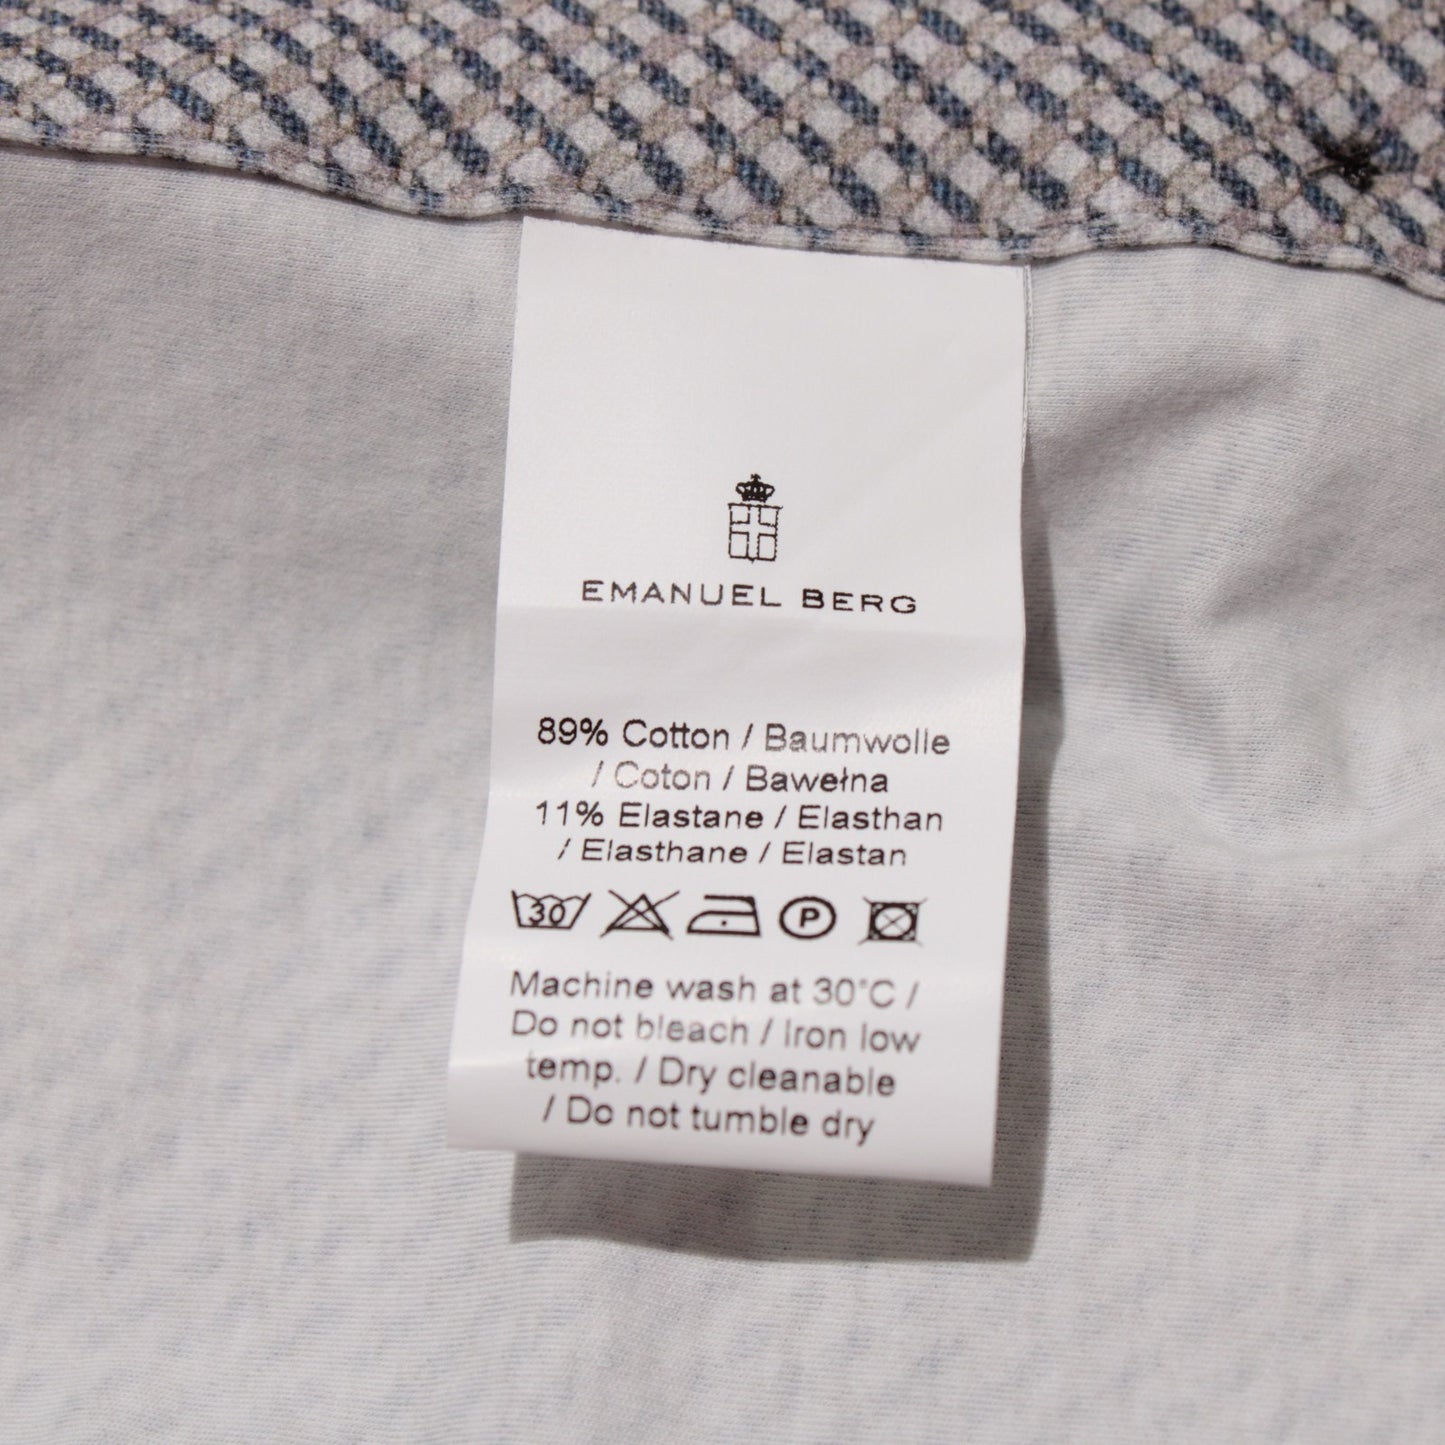 EMANUEL BERG
89% Cotton / Baumwolle
/ Coton / Bawełna
11% Elastane / Elasthan
/ Elasthane / Elastan
30 P
Machine wash at 30°C /
Do not bleach / Iron low
temp. / Dry cleanable
/ Do not tumble dry